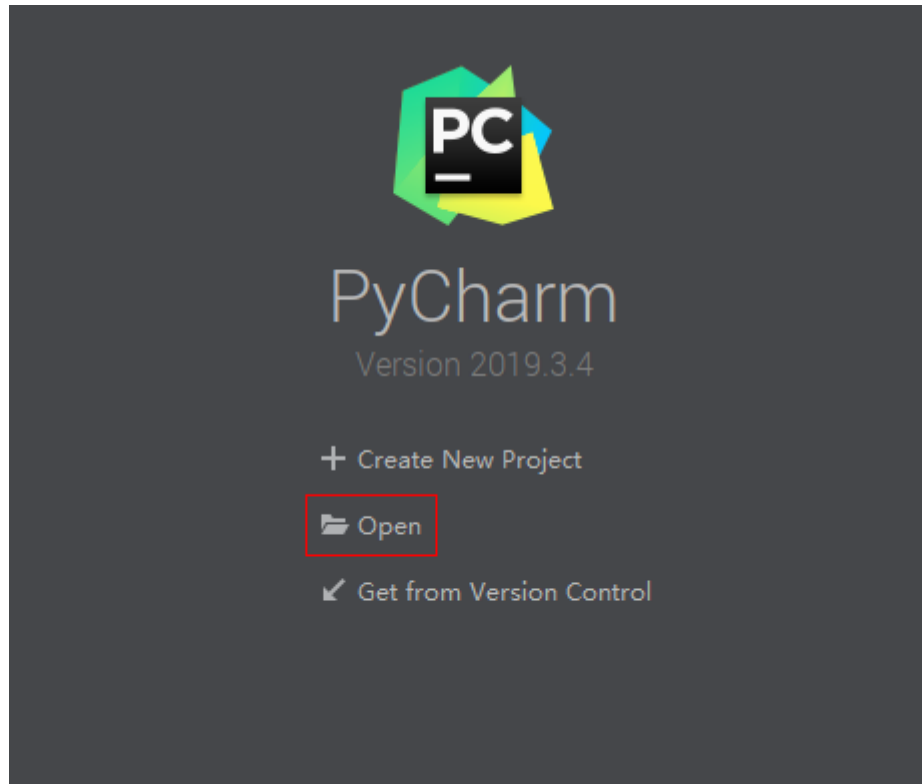 PC
PyCharm
Version 2019.3.4
Create New Project
Open
Get from Version Control